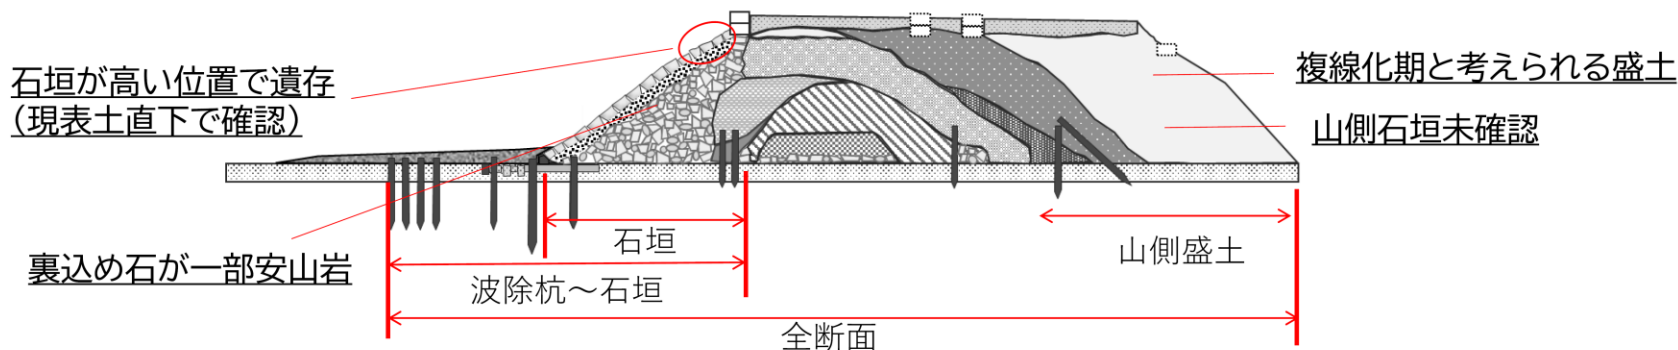 石垣が高い位置で遺存
（現表土直下で確認）
裏込め石が一部安山岩
複線化期と考えられる盛土
山側石垣未確認
石垣
山側盛土
波除杭～石垣
全断面